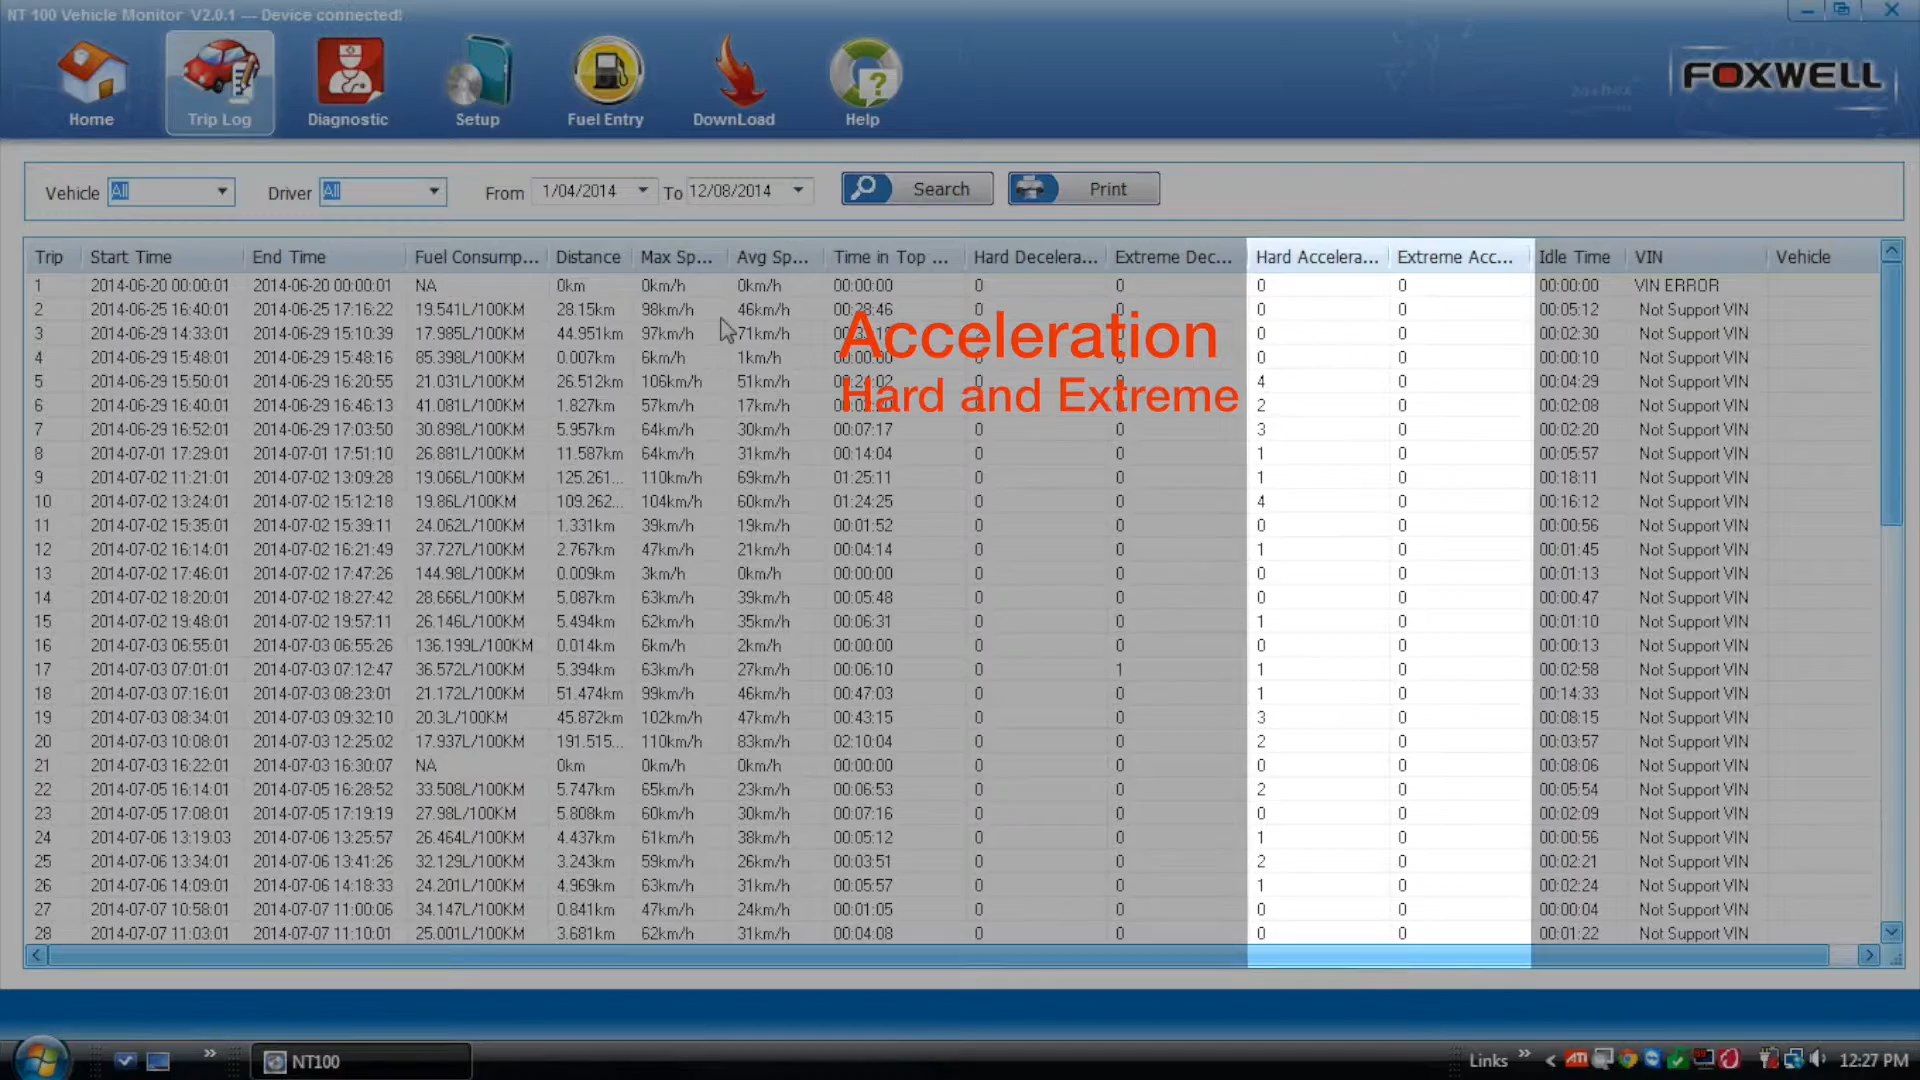 NT 100 Vehicle Monitor V2.0.1 --- Device connected!
Home Trip Log Diagnostic Setup Fuel Entry DownLoad Help
FOXWELL
Vehicle All Driver All From 1/04/2014 To 12/08/2014 Search Print
Trip Start Time End Time Fuel Consump... Distance Max Sp... Avg Sp... Time in Top ... Hard Decelera... Extreme Dec... Hard Accelera... Extreme Acc... Idle Time VIN Vehicle
1 2014-06-20 00:00:01 2014-06-20 00:00:01 NA 0km 0km/h 0km/h 00:00:00 0 0 0 0 00:00:00 VIN ERROR
2 2014-06-25 16:40:01 2014-06-25 17:16:22 19.541L/100KM 28.15km 98km/h 46km/h 00:28:46 0 0 0 0 00:05:12 Not Support VIN
3 2014-06-29 14:33:01 2014-06-29 15:10:39 17.985L/100KM 44.951km 97km/h 71km/h 0 0 00:02:30 Not Support VIN
Acceleration
4 2014-06-29 15:48:01 2014-06-29 15:48:16 85.398L/100KM 0.007km 6km/h 1km/h 00:00:00 0 0 0 0 00:00:10 Not Support VIN
5 2014-06-29 15:50:01 2014-06-29 16:20:55 21.031L/100KM 26.512km 106km/h 51km/h 00:24:02 4 0 00:04:29 Not Support VIN
Hard and Extreme
6 2014-06-29 16:40:01 2014-06-29 16:46:13 41.081L/100KM 1.827km 57km/h 17km/h 2 0 00:02:08 Not Support VIN
7 2014-06-29 16:52:01 2014-06-29 17:03:50 30.898L/100KM 5.957km 64km/h 30km/h 00:07:17 0 0 3 0 00:02:20 Not Support VIN
8 2014-07-01 17:29:01 2014-07-01 17:51:10 26.881L/100KM 11.587km 64km/h 31km/h 00:14:04 0 0 1 0 00:05:57 Not Support VIN
9 2014-07-02 11:21:01 2014-07-02 13:09:28 19.066L/100KM 125.261... 110km/h 69km/h 01:25:11 0 0 1 0 00:18:11 Not Support VIN
10 2014-07-02 13:24:01 2014-07-02 15:12:18 19.86L/100KM 109.262... 104km/h 60km/h 01:24:25 0 0 4 0 00:16:12 Not Support VIN
11 2014-07-02 15:35:01 2014-07-02 15:39:11 24.062L/100KM 1.331km 39km/h 19km/h 00:01:52 0 0 0 0 00:00:56 Not Support VIN
12 2014-07-02 16:14:01 2014-07-02 16:21:49 37.727L/100KM 2.767km 47km/h 21km/h 00:04:14 0 0 1 0 00:01:45 Not Support VIN
13 2014-07-02 17:46:01 2014-07-02 17:47:26 144.98L/100KM 0.009km 3km/h 0km/h 00:00:00 0 0 0 0 00:01:13 Not Support VIN
14 2014-07-02 18:20:01 2014-07-02 18:27:42 28.666L/100KM 5.087km 63km/h 39km/h 00:05:48 0 0 0 0 00:00:47 Not Support VIN
15 2014-07-02 19:48:01 2014-07-02 19:57:11 26.146L/100KM 5.494km 62km/h 35km/h 00:06:31 0 0 1 0 00:01:10 Not Support VIN
16 2014-07-03 06:55:01 2014-07-03 06:55:26 136.199L/100KM 0.014km 6km/h 2km/h 00:00:00 0 0 0 0 00:00:13 Not Support VIN
17 2014-07-03 07:01:01 2014-07-03 07:12:47 36.572L/100KM 5.394km 63km/h 27km/h 00:06:10 0 1 1 0 00:02:58 Not Support VIN
18 2014-07-03 07:16:01 2014-07-03 08:23:01 21.172L/100KM 51.474km 99km/h 46km/h 00:47:03 0 0 1 0 00:14:33 Not Support VIN
19 2014-07-03 08:34:01 2014-07-03 09:32:10 20.3L/100KM 45.872km 102km/h 47km/h 00:43:15 0 0 3 0 00:08:15 Not Support VIN
20 2014-07-03 10:08:01 2014-07-03 12:25:02 17.937L/100KM 191.515... 110km/h 83km/h 02:10:04 0 0 2 0 00:03:57 Not Support VIN
21 2014-07-03 16:22:01 2014-07-03 16:30:07 NA 0km 0km/h 0km/h 00:00:00 0 0 0 0 00:08:06 Not Support VIN
22 2014-07-05 16:14:01 2014-07-05 16:28:52 33.508L/100KM 5.747km 65km/h 23km/h 00:06:53 0 0 2 0 00:05:54 Not Support VIN
23 2014-07-05 17:08:01 2014-07-05 17:19:19 27.98L/100KM 5.808km 60km/h 30km/h 00:07:16 0 0 0 0 00:02:09 Not Support VIN
24 2014-07-06 13:19:03 2014-07-06 13:25:57 26.464L/100KM 4.437km 61km/h 38km/h 00:05:12 0 0 1 0 00:00:56 Not Support VIN
25 2014-07-06 13:34:01 2014-07-06 13:41:26 32.129L/100KM 3.243km 59km/h 26km/h 00:03:51 0 0 2 0 00:02:21 Not Support VIN
26 2014-07-06 14:09:01 2014-07-06 14:18:33 24.201L/100KM 4.969km 63km/h 31km/h 00:05:57 0 0 1 0 00:02:24 Not Support VIN
27 2014-07-07 10:58:01 2014-07-07 11:00:06 34.147L/100KM 0.841km 47km/h 24km/h 00:01:05 0 0 0 0 00:00:04 Not Support VIN
28 2014-07-07 11:03:01 2014-07-07 11:10:01 25.001L/100KM 3.681km 62km/h 31km/h 00:04:08 0 0 0 0 00:01:22 Not Support VIN
NT100 Links ATI 12:27 PM